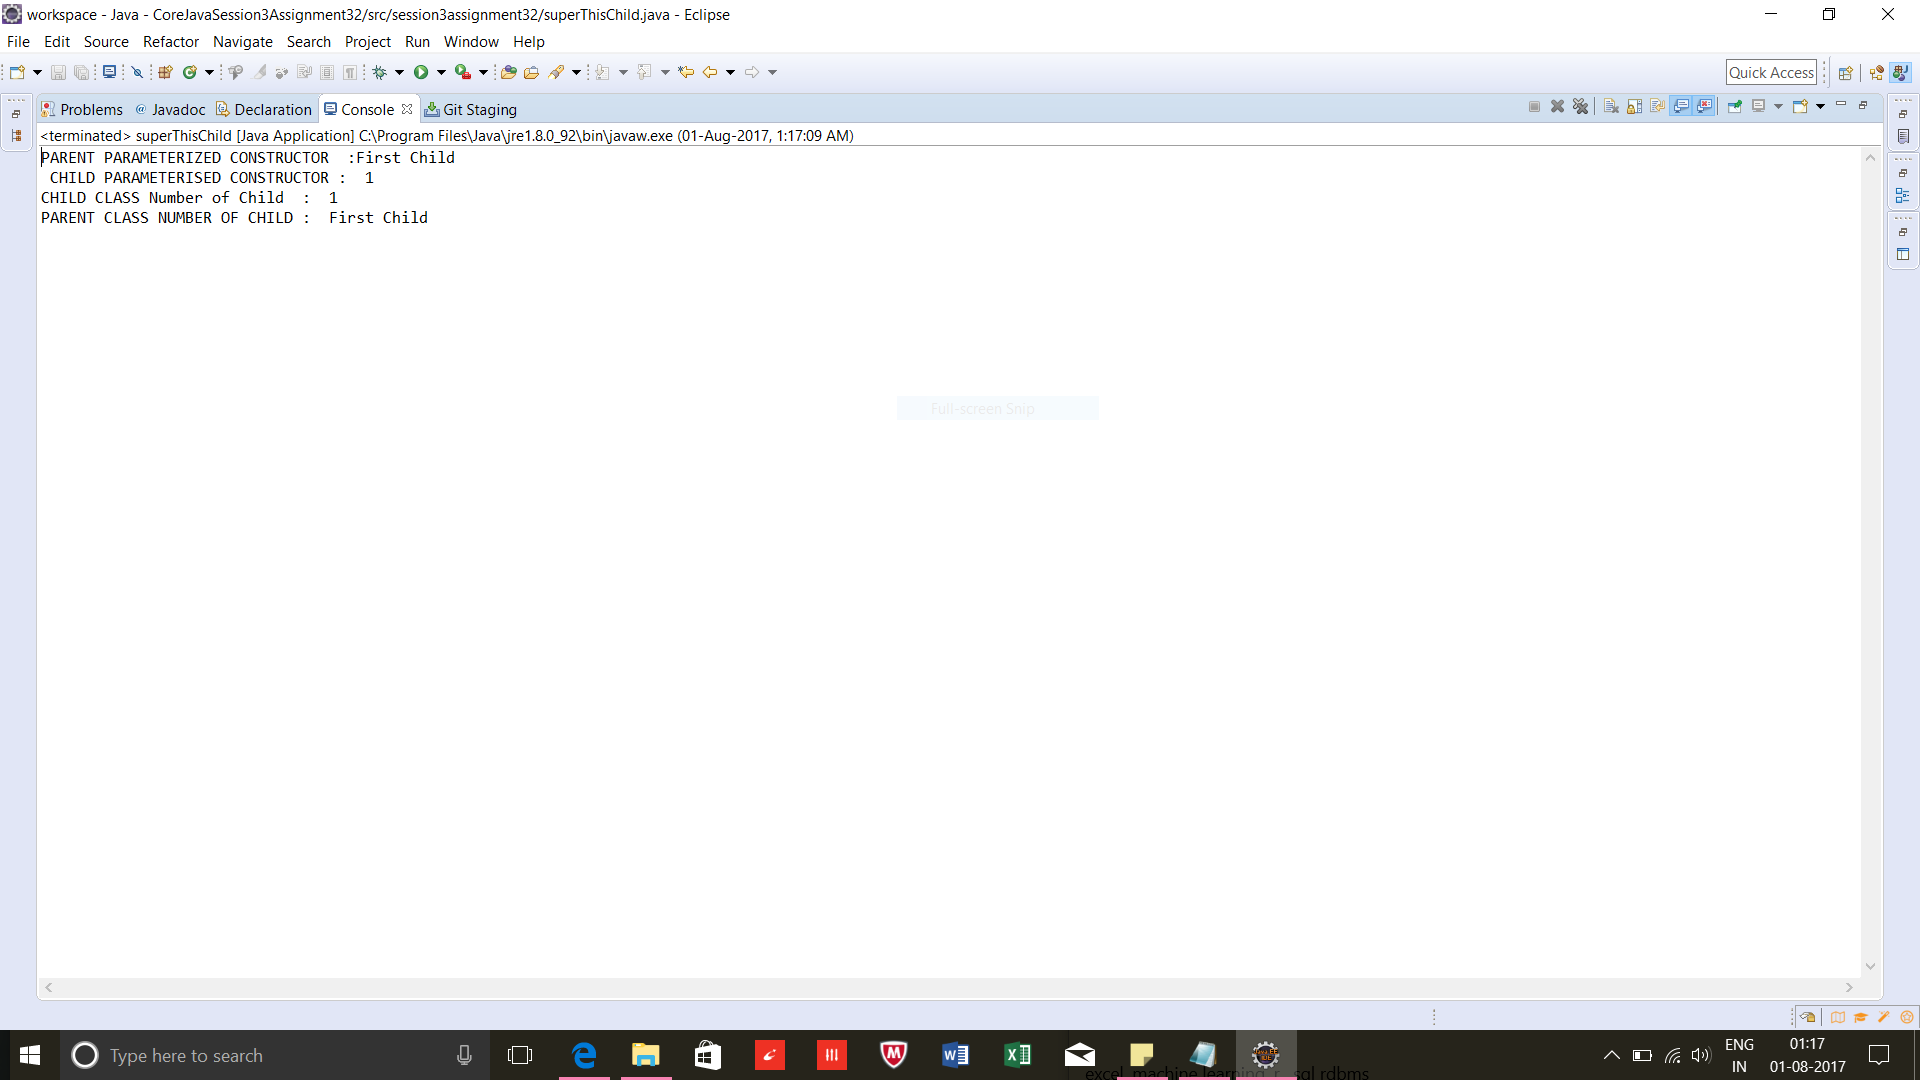 workspace - Java - CoreJavaSession3Assignment32/src/session3assignment32/superThisChild.java - Eclipse
File Edit Source Refactor Navigate Search Project Run Window Help
Quick Access
Problems @ Javadoc Declaration Console Git Staging
<terminated> superThisChild [Java Application] C:\Program Files\Java\jre1.8.0_92\bin\javaw.exe (01-Aug-2017, 1:17:09 AM)
PARENT PARAMETERIZED CONSTRUCTOR  :First Child
 CHILD PARAMETERISED CONSTRUCTOR :  1
CHILD CLASS Number of Child  :  1
PARENT CLASS NUMBER OF CHILD :  First Child
Full-screen Snip
Type here to search
ENG 01:17
IN 01-08-2017
excel machine learning r sql rdbms